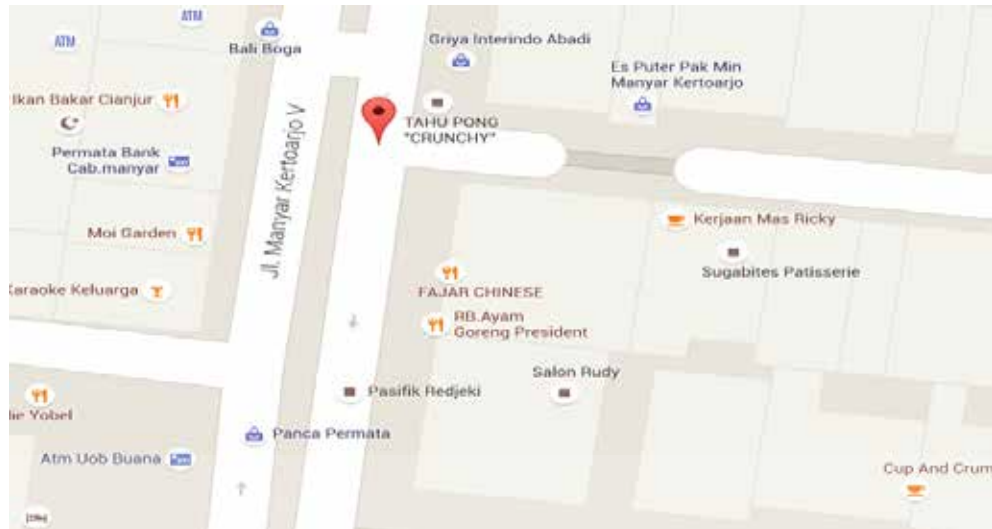 ATM
ATM
Bali Boga
Griya Interindo Abadi
Es Puter Pak Min
Manyar Kertoarjo
Ikan Bakar Cianjur
TAHU PONG
"CRUNCHY"
Permata Bank
Cab.manyar
Jl. Manyar Kertoarjo V
Moi Garden
Kerjaan Mas Ricky
Sugabites Patisserie
Karaoke Keluarga
FAJAR CHINESE
RB.Ayam
Goreng President
Salon Rudy
Pasifik Redjeki
Yobel
Panca Permata
Atm Uob Buana
Cup And Crum